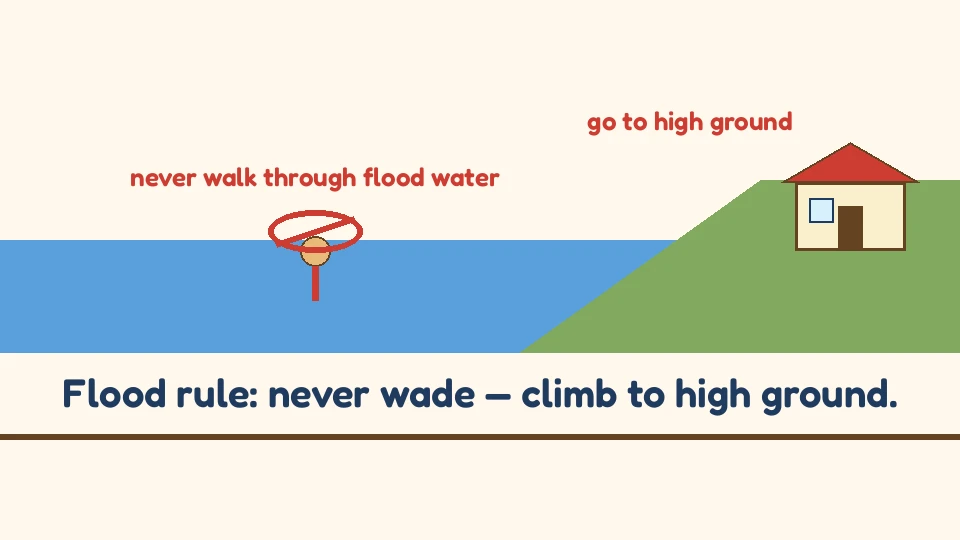 go to high ground
never walk through flood water
Flood rule: never wade — climb to high ground.